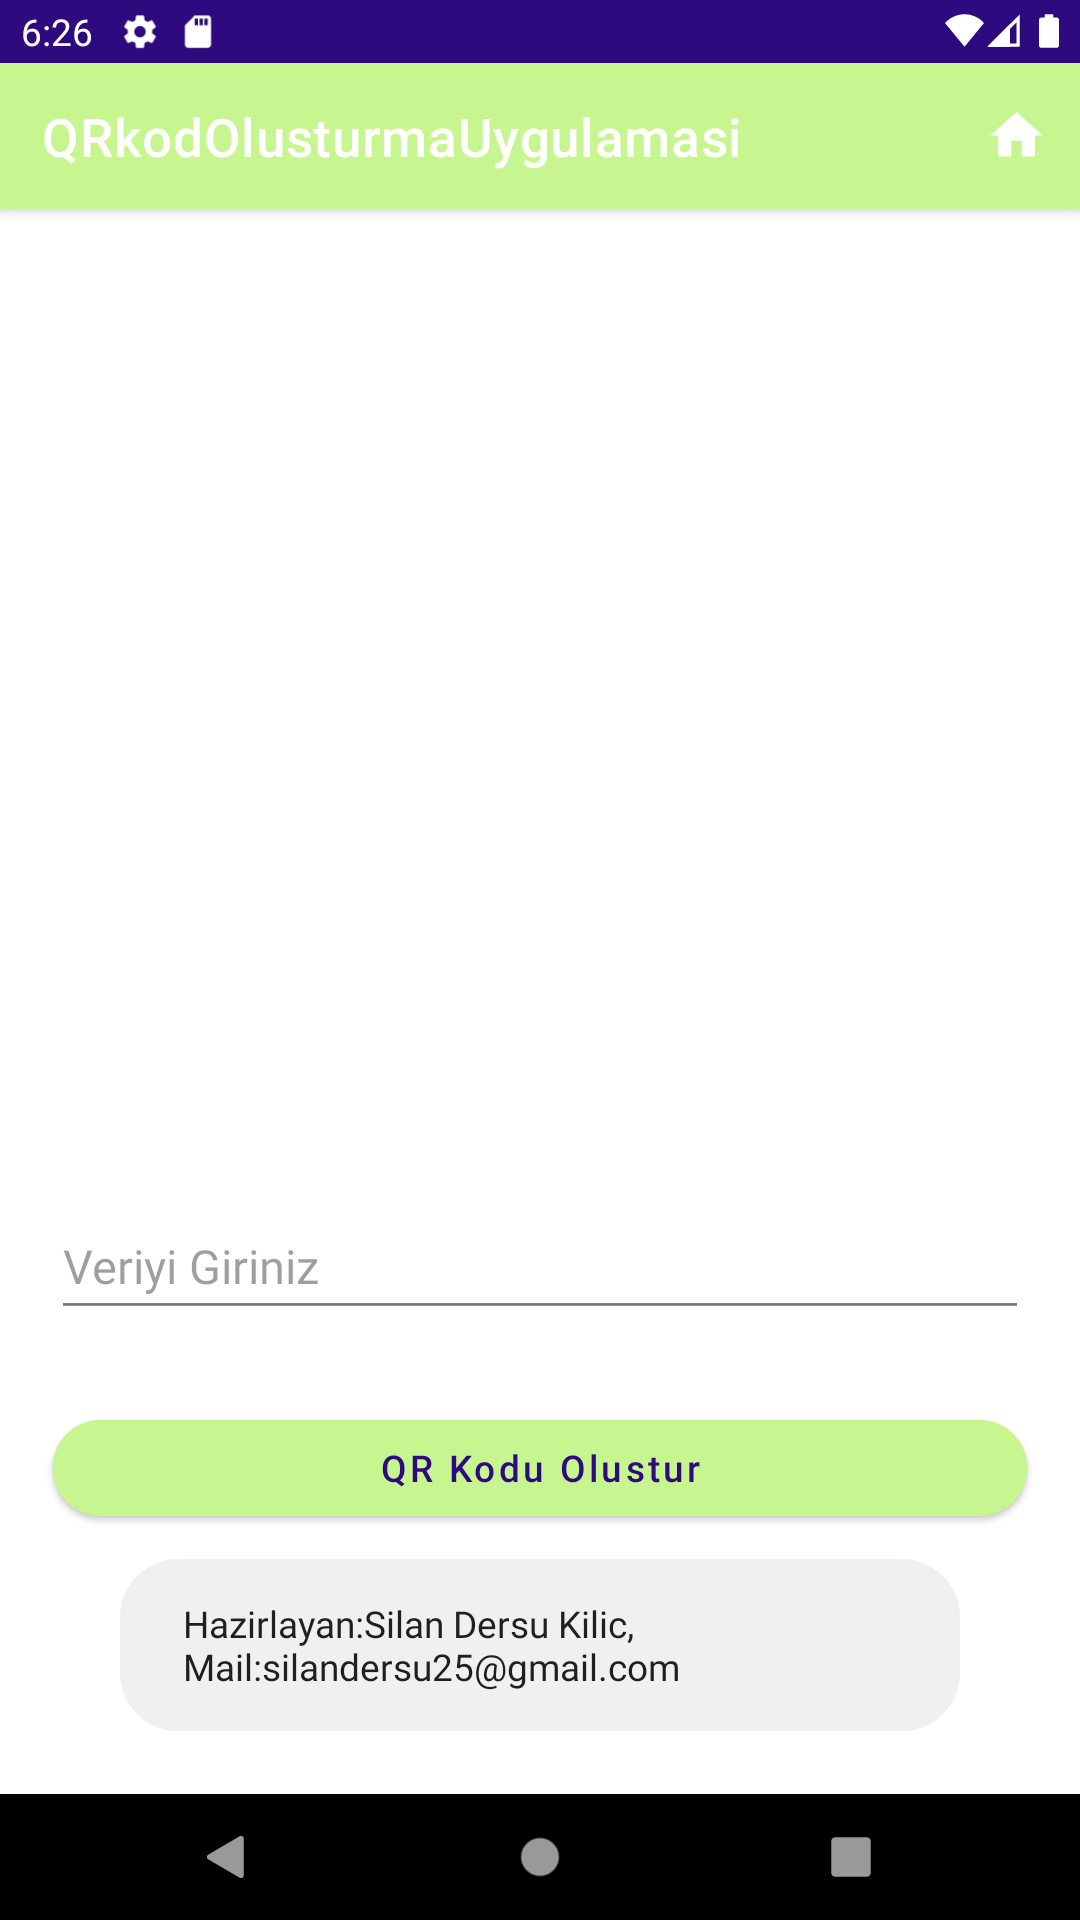 6:26
QRkodOlusturmaUygulamasi
Veriyi Giriniz
QR Kodu Olustur
Hazirlayan:Silan Dersu Kilic,
Mail:silandersu25@gmail.com